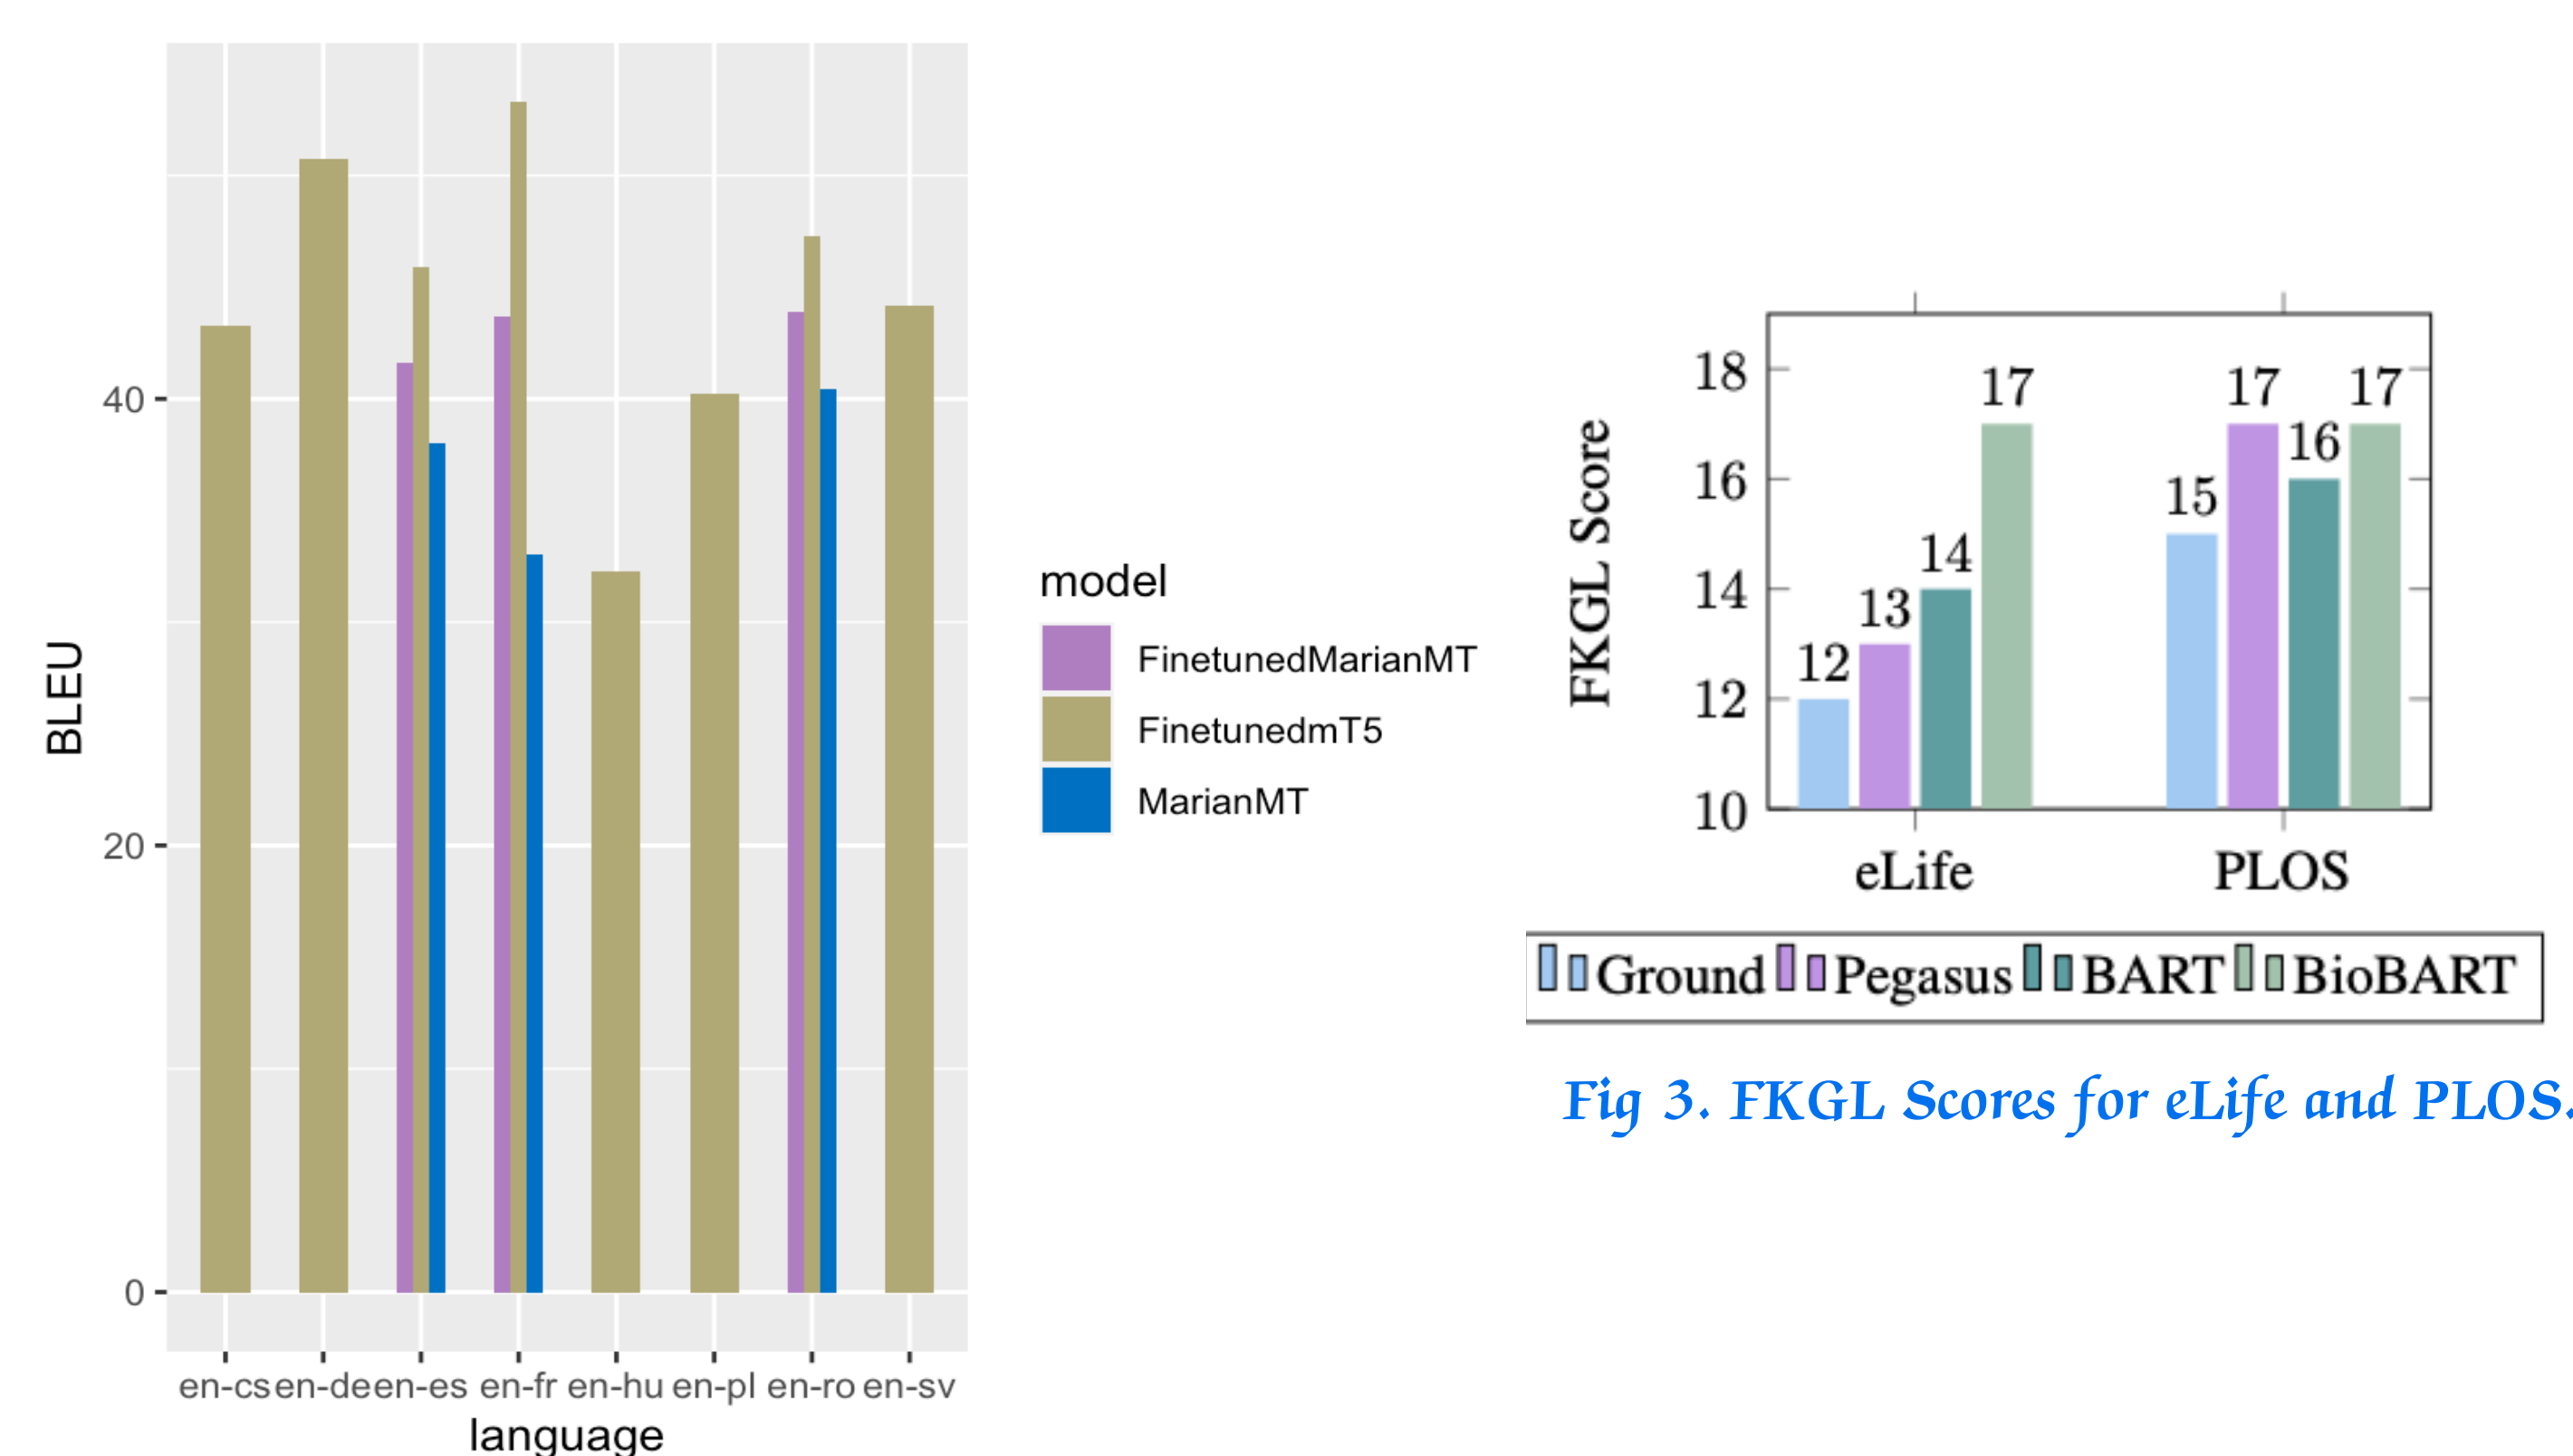 BLEU
40
20
0
en-cs en-de en-es en-fr en-hu en-pl en-ro en-sv
language
model
FinetunedMarianMT
FinetunedmT5
MarianMT
FKGL Score
18
16
14
12
10
12
13
14
17
15
17
16
17
eLife PLOS
Ground Pegasus BART BioBART
Fig 3. FKGL Scores for eLife and PLOS.